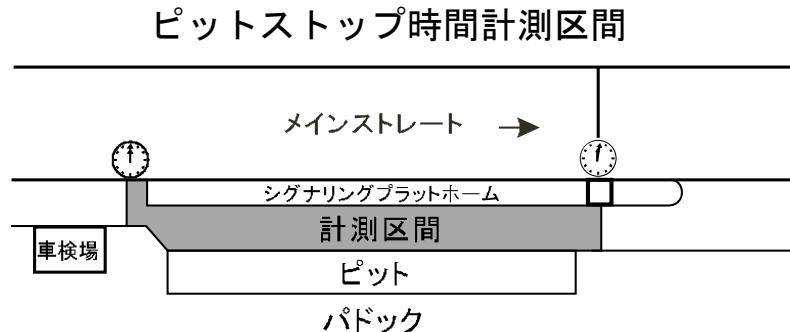 ピットストップ時間計測区間
メインストレート
シグナリングプラットホーム
計測区間
車検場
ピット
パドック